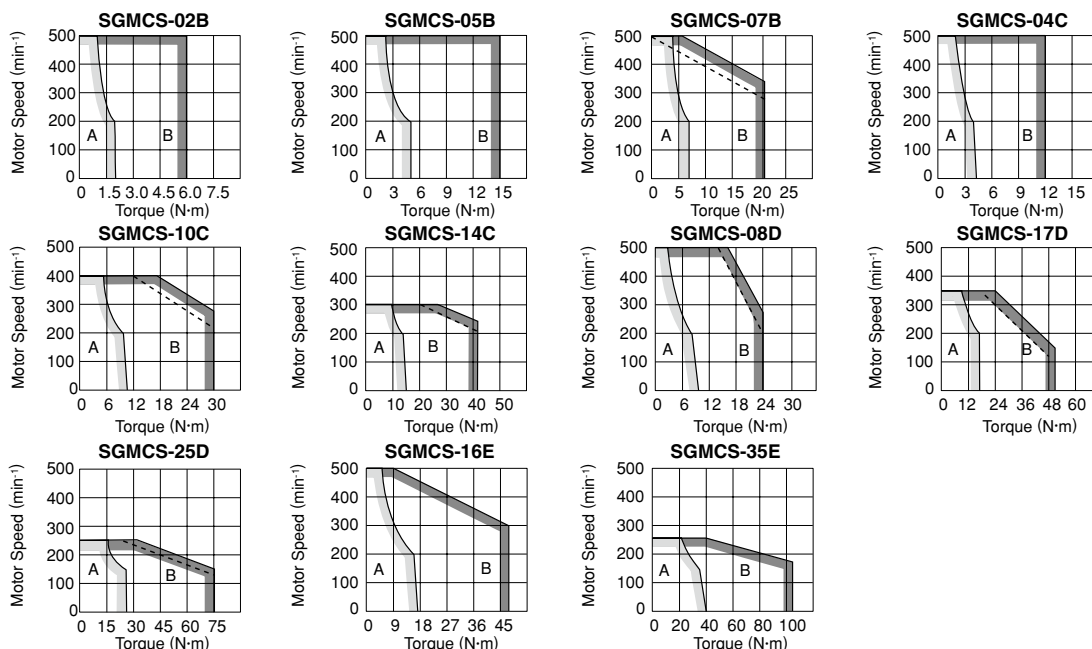 SGMCS-02B
Motor Speed (min⁻¹)
500
400
300
200
100
0
A
B
0 1.5 3.0 4.5 6.0 7.5
Torque (N·m)
SGMCS-05B
Motor Speed (min⁻¹)
500
400
300
200
100
0
A
B
0 3 6 9 12 15
Torque (N·m)
SGMCS-07B
Motor Speed (min⁻¹)
500
400
300
200
100
0
A
B
0 5 10 15 20 25
Torque (N·m)
SGMCS-04C
Motor Speed (min⁻¹)
500
400
300
200
100
0
A
B
0 3 6 9 12 15
Torque (N·m)
SGMCS-10C
Motor Speed (min⁻¹)
500
400
300
200
100
0
A
B
0 6 12 18 24 30
Torque (N·m)
SGMCS-14C
Motor Speed (min⁻¹)
500
400
300
200
100
0
A
B
0 10 20 30 40 50
Torque (N·m)
SGMCS-08D
Motor Speed (min⁻¹)
500
400
300
200
100
0
A
B
0 6 12 18 24 30
Torque (N·m)
SGMCS-17D
Motor Speed (min⁻¹)
500
400
300
200
100
0
A
B
0 12 24 36 48 60
Torque (N·m)
SGMCS-25D
Motor Speed (min⁻¹)
500
400
300
200
100
0
A
B
0 15 30 45 60 75
Torque (N·m)
SGMCS-16E
Motor Speed (min⁻¹)
500
400
300
200
100
0
A
B
0 9 18 27 36 45
Torque (N·m)
SGMCS-35E
Motor Speed (min⁻¹)
500
400
300
200
100
0
A
B
0 20 40 60 80 100
Torque (N·m)